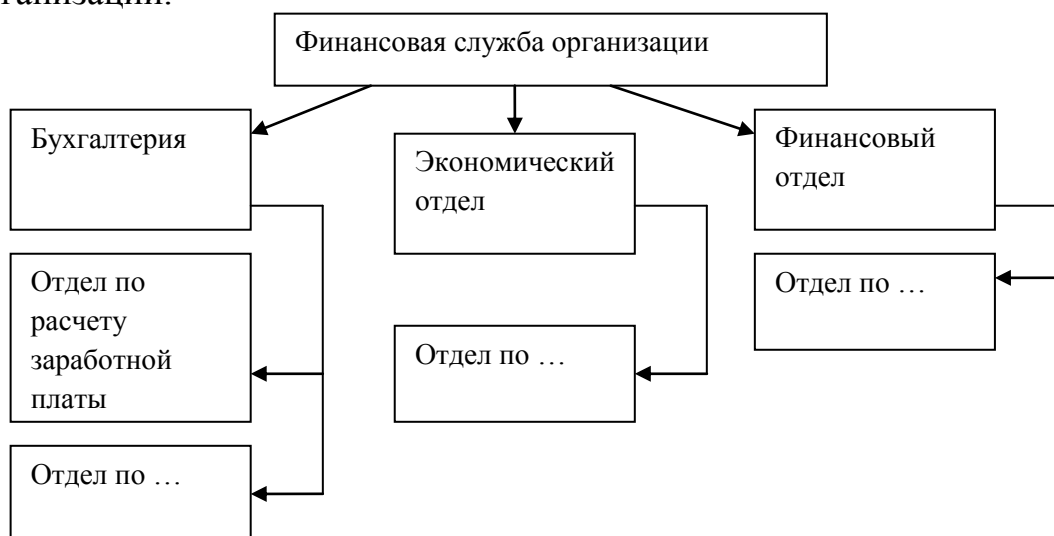 Финансовая служба организации
Бухгалтерия
Экономический
отдел
Финансовый
отдел
Отдел по
расчету
заработной
платы
Отдел по …
Отдел по …
Отдел по …